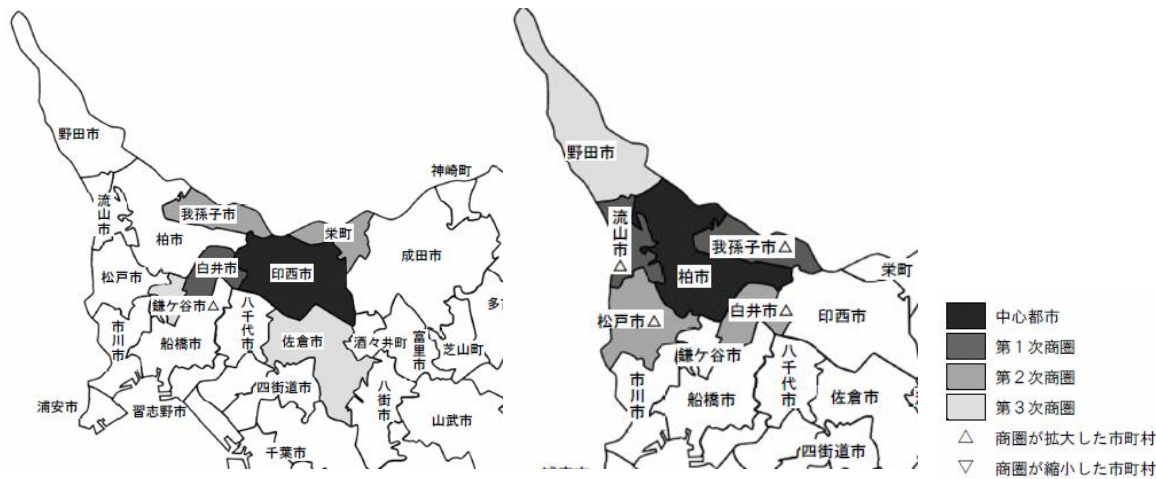 野田市
神崎町
流山市
我孫子市
栄町
柏市
成田市
松戸市
白井市
印西市
鎌ケ谷市△
八千代市
市川市
船橋市
佐倉市
酒々井町
富里市
芝山町
四街道市
八街市
浦安市
習志野市
山武市
千葉市
野田市
流山市△
我孫子市△
柏市
栄町
松戸市△
白井市△
印西市
鎌ケ谷市
八千代市
市川市
船橋市
佐倉市
四街道市
中心都市
第1次商圏
第2次商圏
第3次商圏
△ 商圏が拡大した市町村
▽ 商圏が縮小した市町村